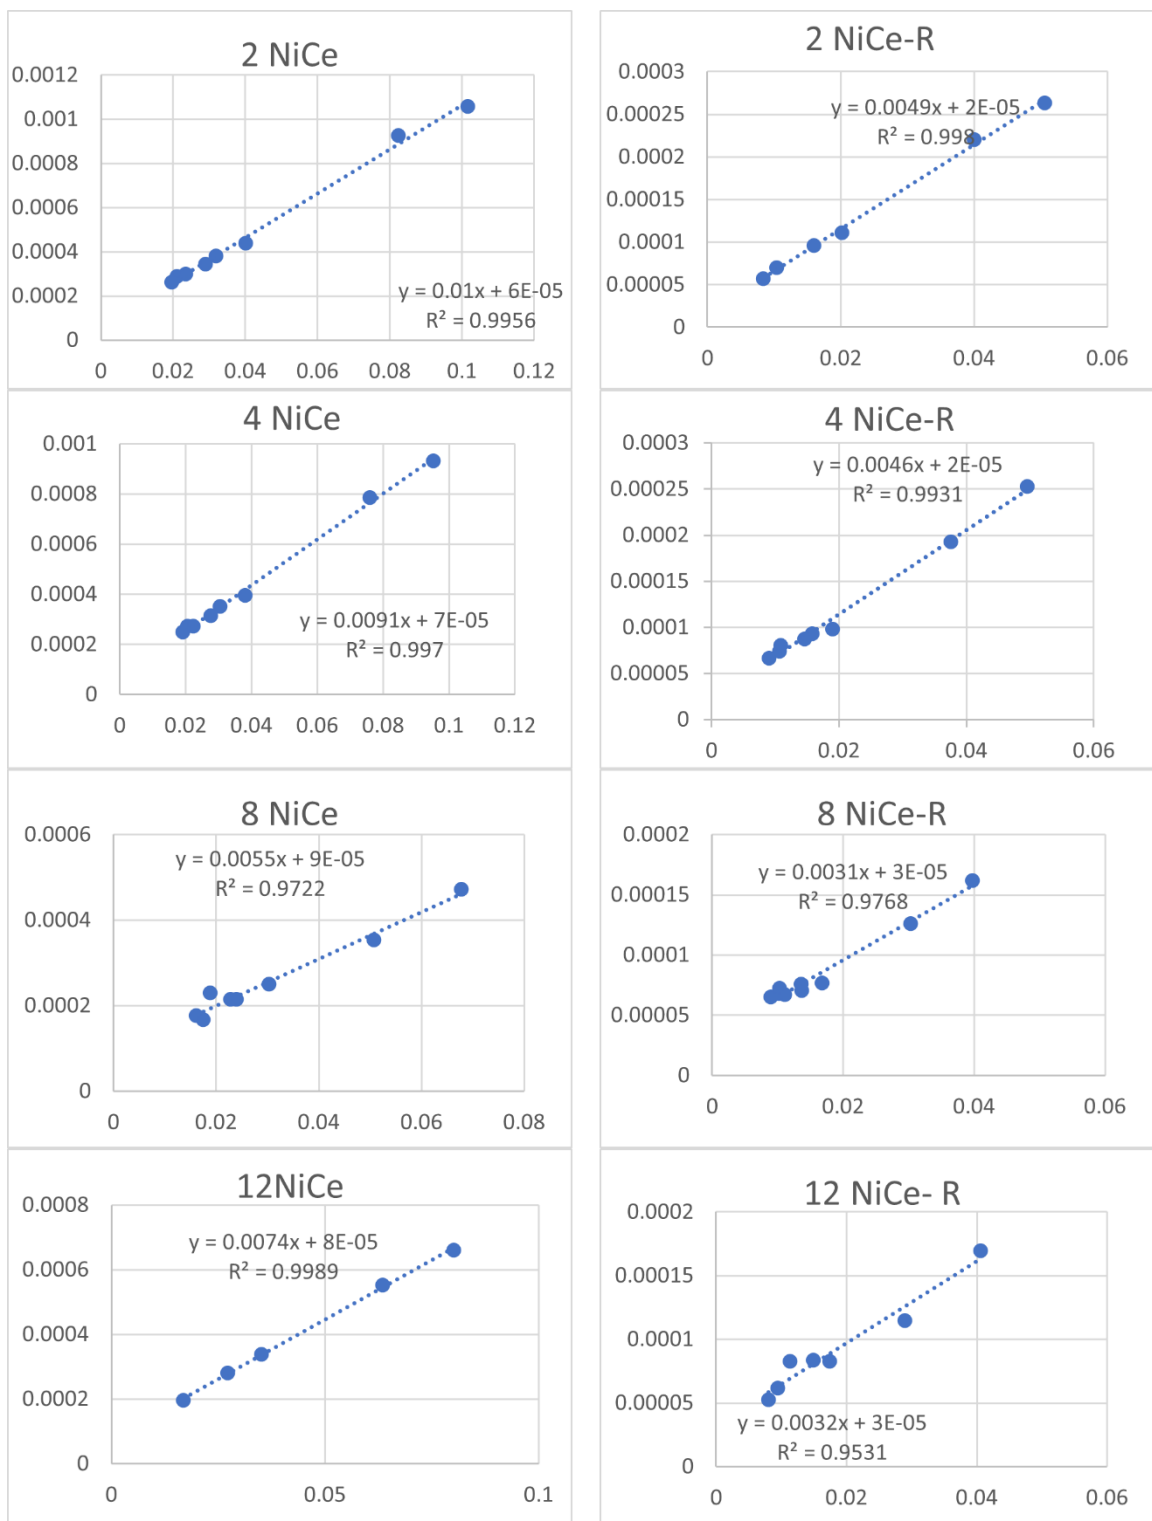 2 NiCe
0.0012
0.001
0.0008
0.0006
0.0004
0.0002
0
y = 0.01x + 6E-05
R² = 0.9956
0 0.02 0.04 0.06 0.08 0.1 0.12
2 NiCe-R
0.0003
0.00025
0.0002
0.00015
0.0001
0.00005
0
y = 0.0049x + 2E-05
R² = 0.998
0 0.02 0.04 0.06
4 NiCe
0.001
0.0008
0.0006
0.0004
0.0002
0
y = 0.0091x + 7E-05
R² = 0.997
0 0.02 0.04 0.06 0.08 0.1 0.12
4 NiCe-R
0.0003
0.00025
0.0002
0.00015
0.0001
0.00005
0
y = 0.0046x + 2E-05
R² = 0.9931
0 0.02 0.04 0.06
8 NiCe
0.0006
0.0004
0.0002
0
y = 0.0055x + 9E-05
R² = 0.9722
0 0.02 0.04 0.06 0.08
8 NiCe-R
0.0002
0.00015
0.0001
0.00005
0
y = 0.0031x + 3E-05
R² = 0.9768
0 0.02 0.04 0.06
12NiCe
0.0008
0.0006
0.0004
0.0002
0
y = 0.0074x + 8E-05
R² = 0.9989
0 0.05 0.1
12 NiCe- R
0.0002
0.00015
0.0001
0.00005
0
y = 0.0032x + 3E-05
R² = 0.9531
0 0.02 0.04 0.06